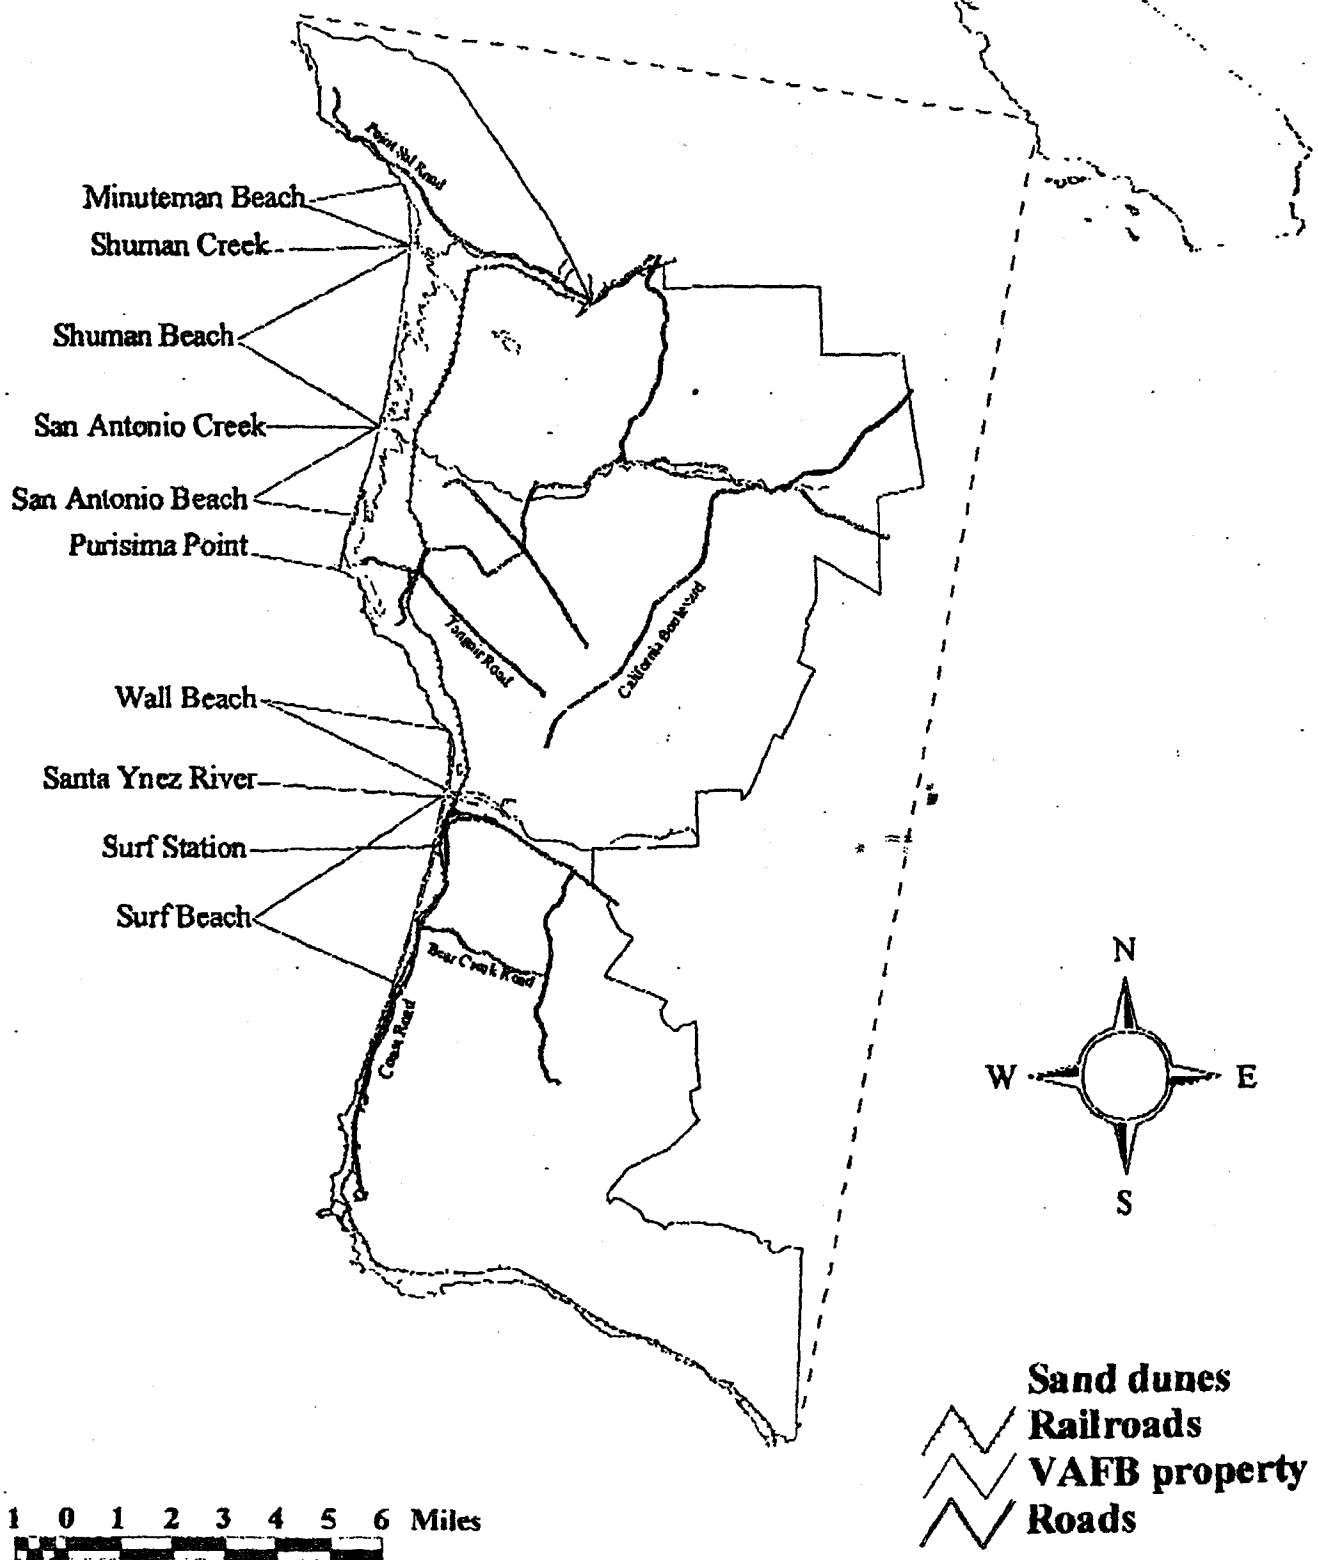 Point Sal Road
Minuteman Beach
Shuman Creek
Shuman Beach
San Antonio Creek
San Antonio Beach
Purisima Point
Tangair Road
California Boulevard
Wall Beach
Santa Ynez River
Surf Station
Surf Beach
Bear Creek Road
Coast Road
N
W E
S
Sand dunes
Railroads
VAFB property
Roads
1 0 1 2 3 4 5 6 Miles